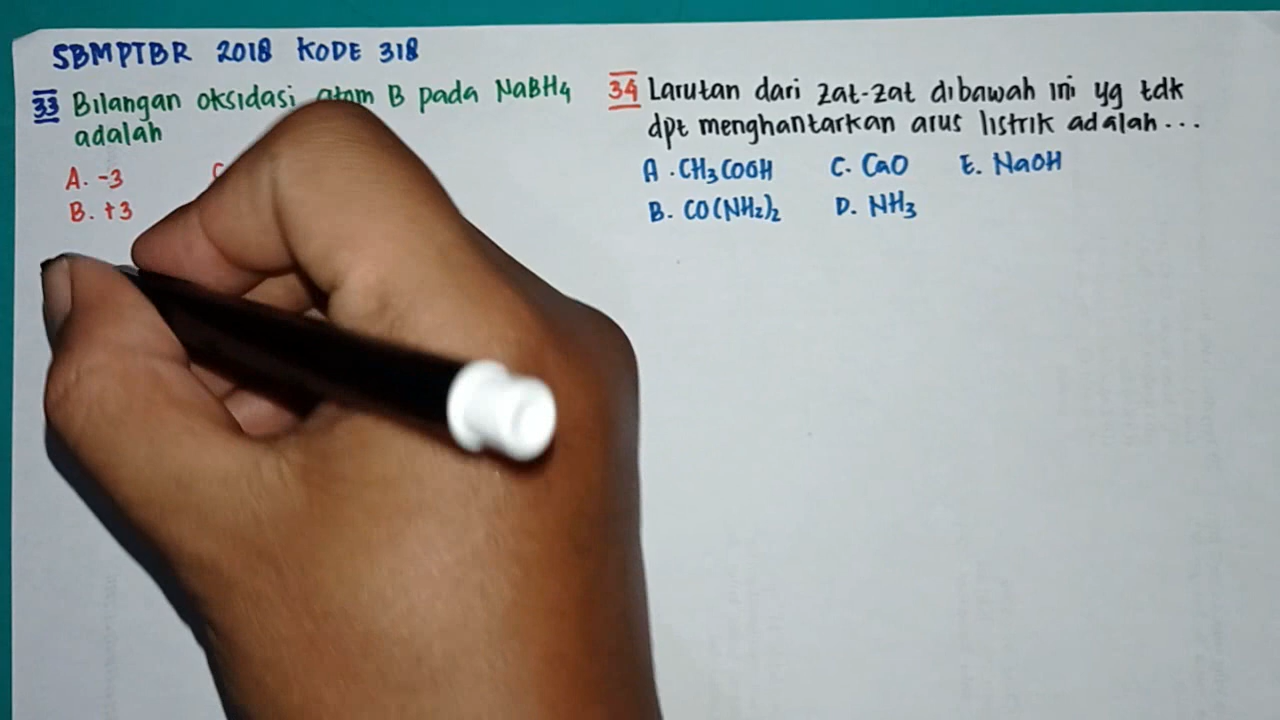 SBMPTBR 2018 KODE 318
33 Bilangan oksidasi atom B pada NaBH4
adalah
A. -3
B. +3
34 Larutan dari zat-zat dibawah ini yg tdk
dpt menghantarkan arus listrik adalah...
A. CH3COOH C. CaO E. NaOH
B. CO(NH2)2 D. NH3